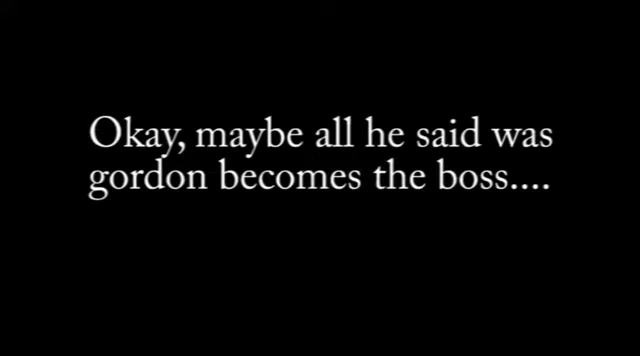 Okay, maybe all he said was
gordon becomes the boss....